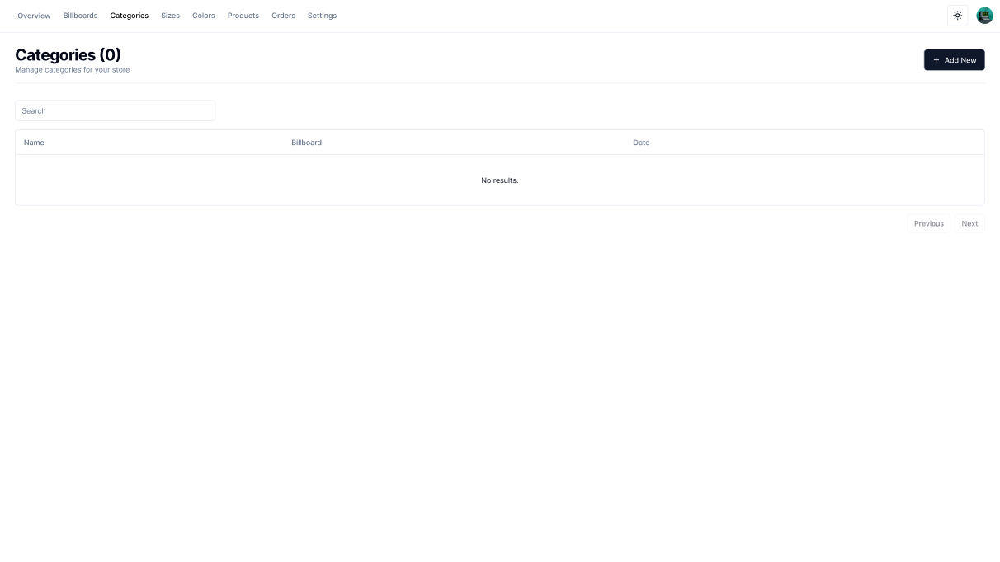 Overview Billboards Categories Sizes Colors Products Orders Settings
Categories (0)
Manage categories for your store
+ Add New
Search
Name Billboard Date
No results.
Previous Next